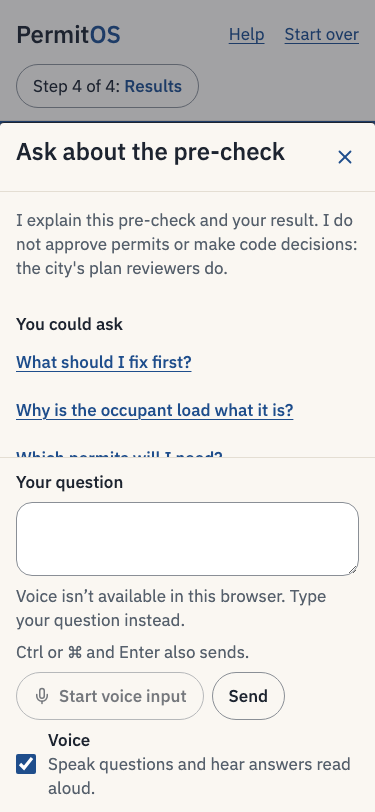 PermitOS
Help
Start over
Step 4 of 4: Results
Ask about the pre-check
I explain this pre-check and your result. I do
not approve permits or make code decisions:
the city's plan reviewers do.
You could ask
What should I fix first?
Why is the occupant load what it is?
Which permits will I need?
Your question
Voice isn’t available in this browser. Type
your question instead.
Ctrl or ⌘ and Enter also sends.
Start voice input
Send
Voice
Speak questions and hear answers read
aloud.